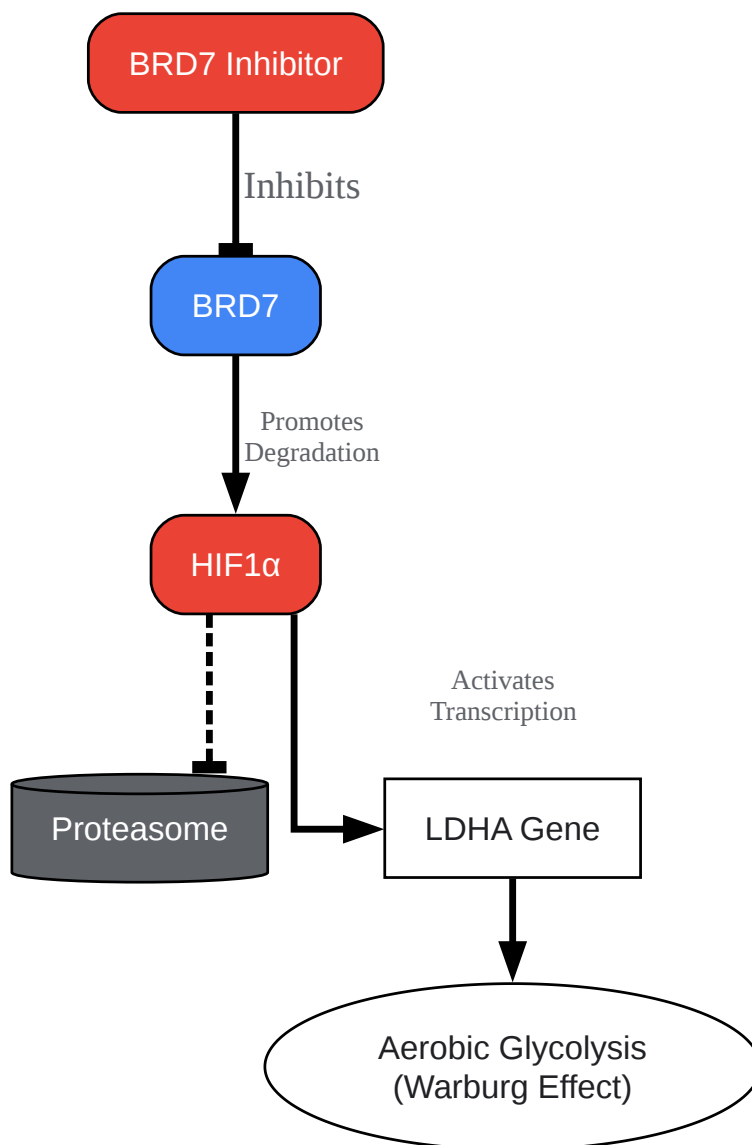 BRD7 Inhibitor
Inhibits
BRD7
Promotes
Degradation
HIF1α
Activates
Transcription
Proteasome
LDHA Gene
Aerobic Glycolysis
(Warburg Effect)